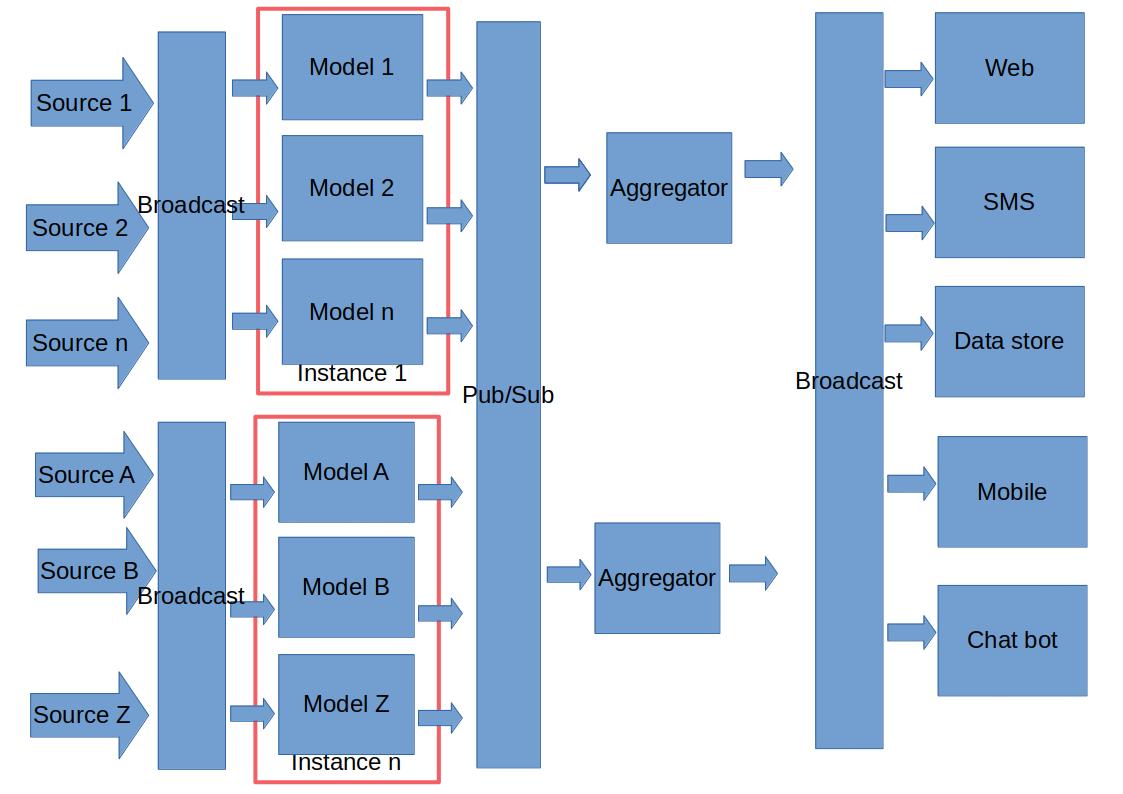 Source 1
Source 2
Source n
Broadcast
Model 1
Model 2
Model n
Instance 1
Source A
Source B
Source Z
Broadcast
Model A
Model B
Model Z
Instance n
Pub/Sub
Aggregator
Aggregator
Broadcast
Web
SMS
Data store
Mobile
Chat bot